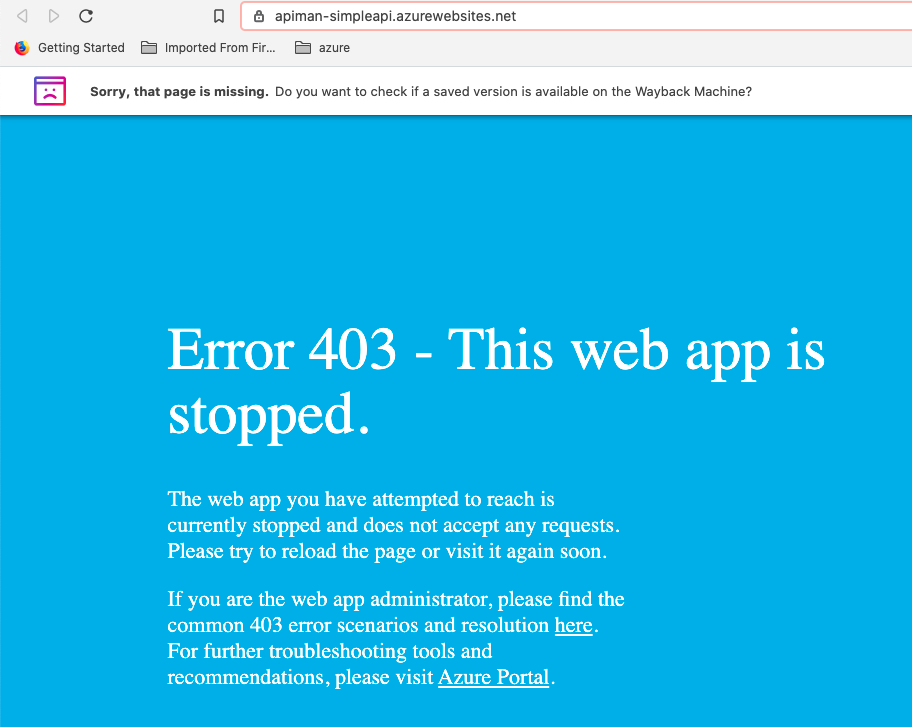 apiman-simpleapi.azurewebsites.net
Getting Started Imported From Fir... azure
Sorry, that page is missing. Do you want to check if a saved version is available on the Wayback Machine?
Error 403 - This web app is
stopped.
The web app you have attempted to reach is
currently stopped and does not accept any requests.
Please try to reload the page or visit it again soon.
If you are the web app administrator, please find the
common 403 error scenarios and resolution here.
For further troubleshooting tools and
recommendations, please visit Azure Portal.